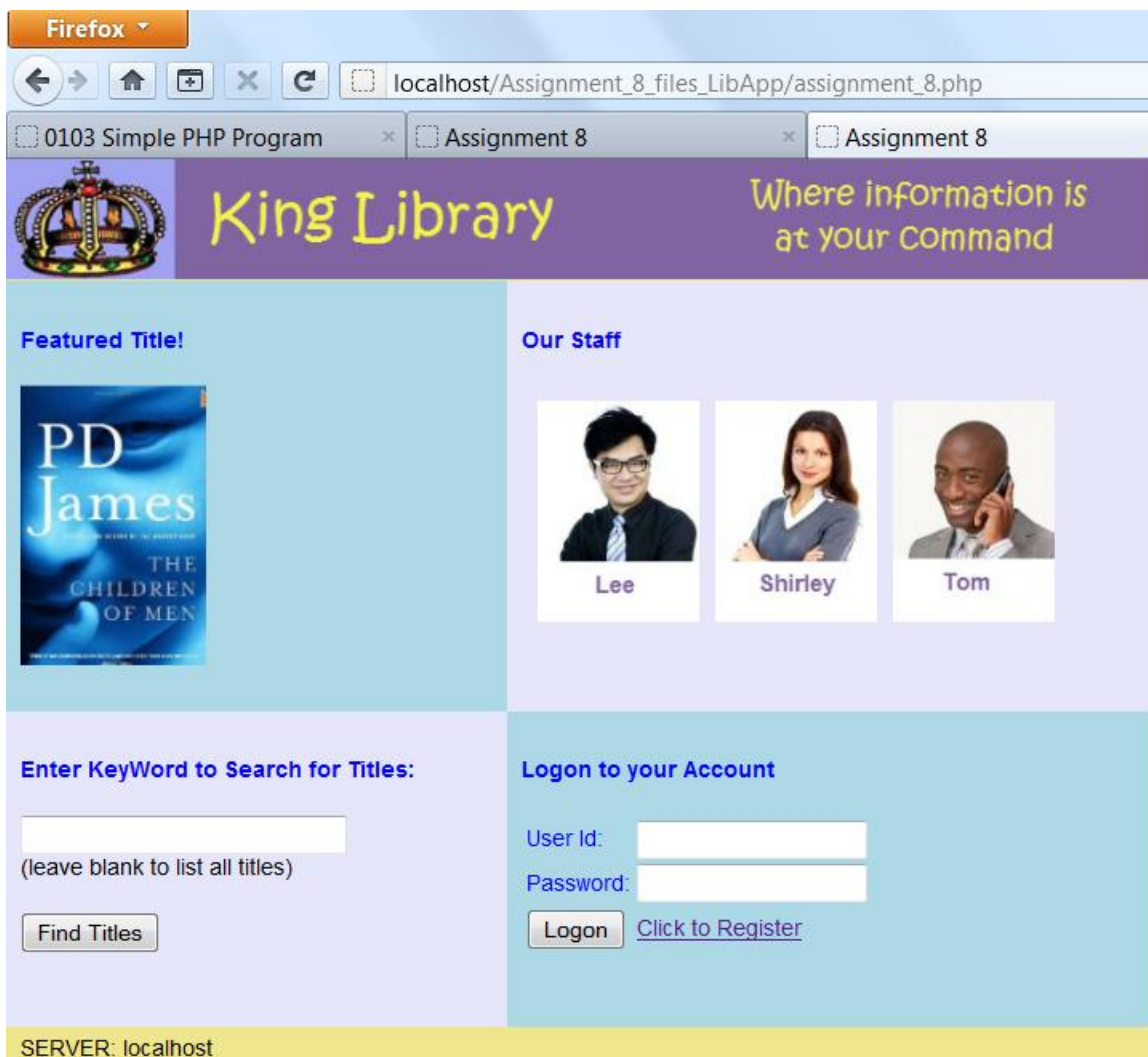 Firefox
localhost/Assignment_8_files_LibApp/assignment_8.php
0103 Simple PHP Program
Assignment 8
Assignment 8
King Library
Where information is
at your command
Featured Title!
PD
James
THE
CHILDREN
OF MEN
Our Staff
Lee
Shirley
Tom
Enter KeyWord to Search for Titles:
(leave blank to list all titles)
Find Titles
Logon to your Account
User Id:
Password:
Logon
Click to Register
SERVER: localhost